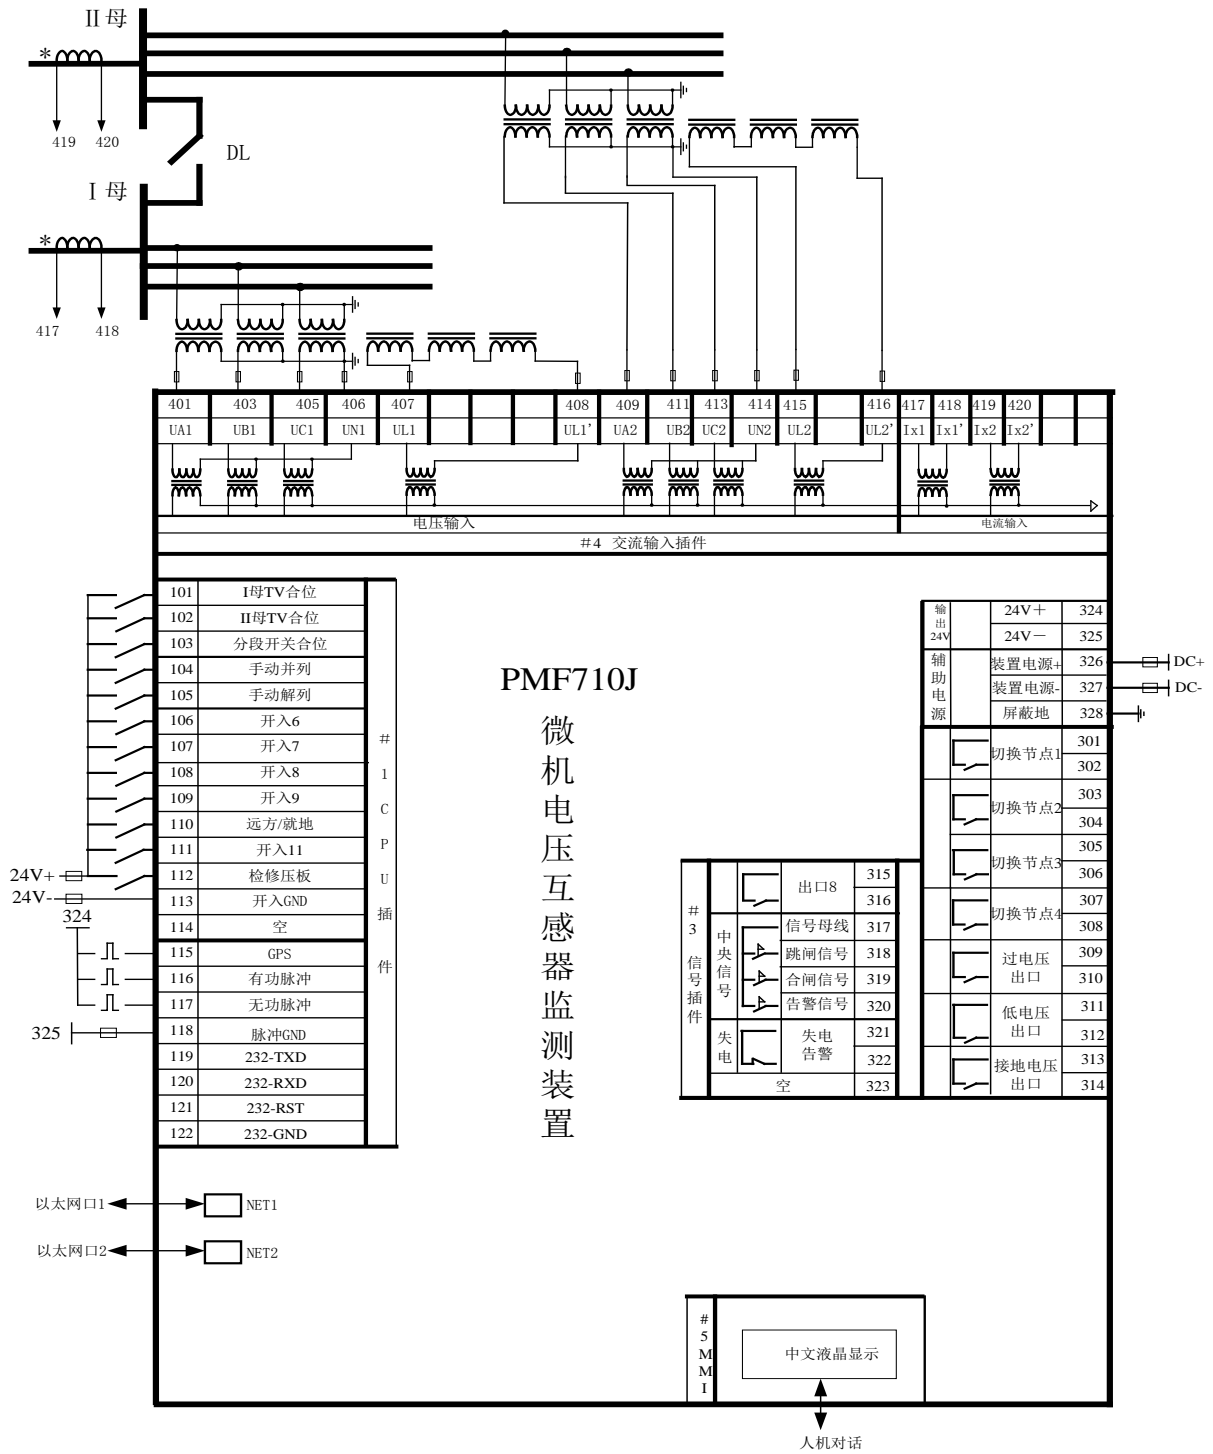 II 母
*
419 420
DL
I 母
*
417 418
401 403 405 406 407 408 409 411 413 414 415 416 417 418 419 420
UA1 UB1 UC1 UN1 UL1 UL1' UA2 UB2 UC2 UN2 UL2 UL2' Ix1 Ix1' Ix2 Ix2'
电压输入 电流输入
#4 交流输入插件
101 I母TV合位
102 II母TV合位
103 分段开关合位
104 手动并列
105 手动解列
106 开入6
107 开入7
108 开入8
109 开入9
110 远方/就地
111 开入11
24V+ 112 检修压板
24V- 113 开入GND
324
114 空
115 GPS
116 有功脉冲
117 无功脉冲
325 118 脉冲GND
119 232-TXD
120 232-RXD
121 232-RST
122 232-GND
#1CPU插件
PMF710J
微机电压互感器监测装置
输出24V
24V+ 324
24V- 325
辅助电源
装置电源+ 326 DC+
装置电源- 327 DC-
屏蔽地 328
切换节点1 301
302
切换节点2 303
304
切换节点3 305
306
切换节点4 307
308
过电压出口 309
310
低电压出口 311
312
接地电压出口 313
314
#3信号插件
出口8 315
316
中央信号
信号母线 317
跳闸信号 318
合闸信号 319
告警信号 320
失电
失电告警 321
322
空 323
以太网口1 NET1
以太网口2 NET2
#5MMI
中文液晶显示
人机对话